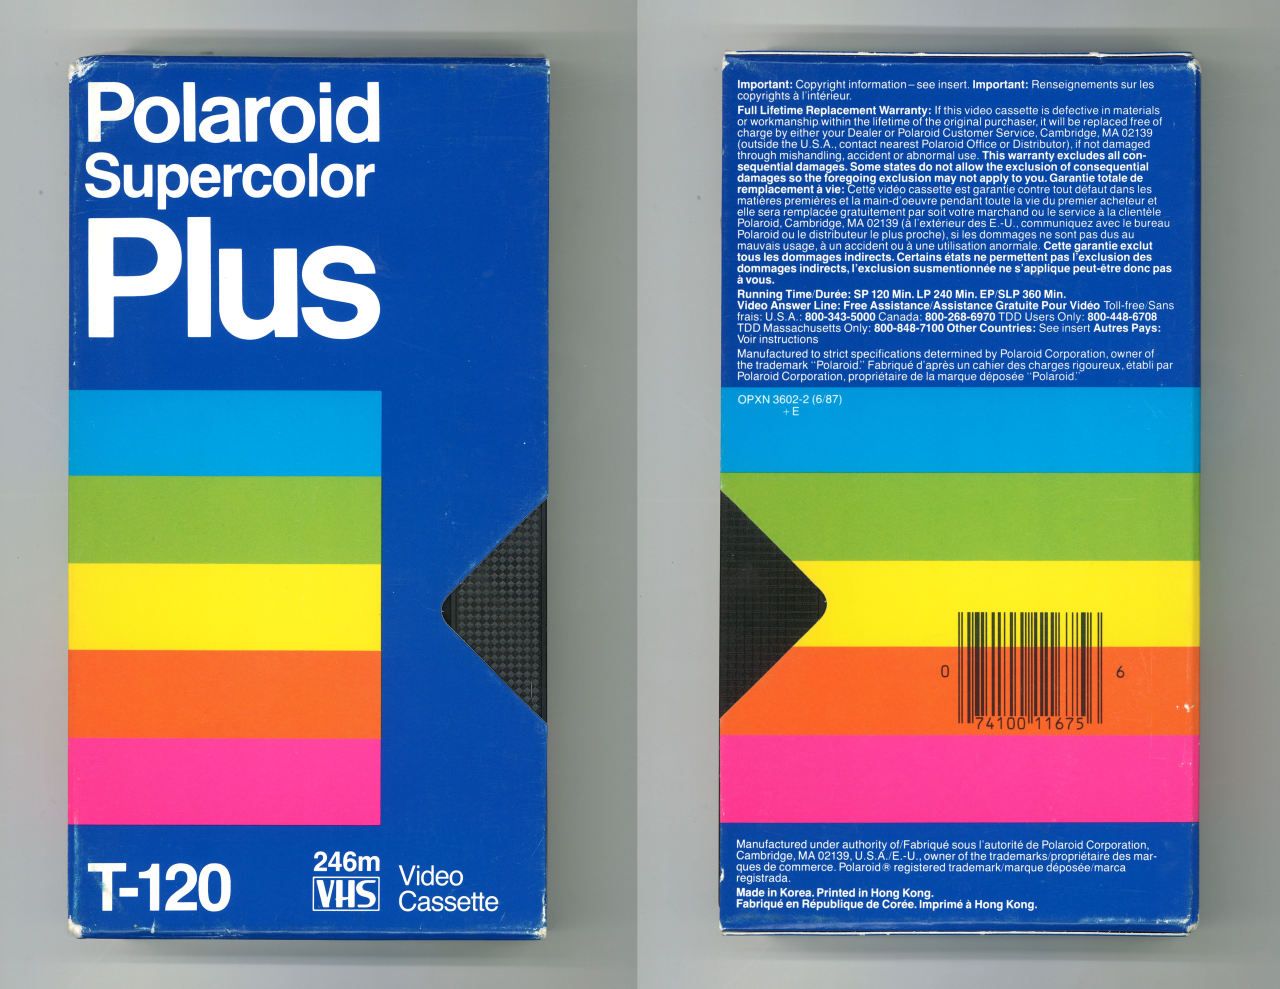 Polaroid
Supercolor
Plus
T-120
246m
VHS
Video
Cassette
Important: Copyright information – see insert. Important: Renseignements sur les
copyrights à l'intérieur.
Full Lifetime Replacement Warranty: If this video cassette is defective in materials
or workmanship within the lifetime of the original purchaser, it will be replaced free of
charge by either your Dealer or Polaroid Customer Service, Cambridge, MA 02139
(outside the U.S.A., contact nearest Polaroid Office or Distributor), if not damaged
through mishandling, accident or abnormal use. This warranty excludes all con-
sequential damages. Some states do not allow the exclusion of consequential
damages so the foregoing exclusion may not apply to you. Garantie totale de
remplacement à vie: Cette vidéo cassette est garantie contre tout défaut dans les
matières premières et la main-d'oeuvre pendant toute la vie du premier acheteur et
elle sera remplacée gratuitement par soit votre marchand ou le service à la clientèle
Polaroid, Cambridge, MA 02139 (à l'extérieur des E.-U., communiquez avec le bureau
Polaroid ou le distributeur le plus proche), si les dommages ne sont pas dus au
mauvais usage, à un accident ou à une utilisation anormale. Cette garantie exclut
tous les dommages indirects. Certains états ne permettent pas l'exclusion des
dommages indirects, l'exclusion susmentionnée ne s'applique peut-être donc pas
à vous.
Running Time/Durée: SP 120 Min. LP 240 Min. EP/SLP 360 Min.
Video Answer Line: Free Assistance/Assistance Gratuite Pour Vidéo Toll-free/Sans
frais: U.S.A.: 800-343-5000 Canada: 800-268-6970 TDD Users Only: 800-448-6708
TDD Massachusetts Only: 800-848-7100 Other Countries: See insert Autres Pays:
Voir instructions
Manufactured to strict specifications determined by Polaroid Corporation, owner of
the trademark "Polaroid." Fabriqué d'après un cahier des charges rigoureux, établi par
Polaroid Corporation, propriétaire de la marque déposée "Polaroid."
OPXN 3602-2 (6/87)
+E
0 74100 11675 6
Manufactured under authority of/Fabriqué sous l'autorité de Polaroid Corporation,
Cambridge, MA 02139, U.S.A./E.-U., owner of the trademarks/propriétaire des mar-
ques de commerce. Polaroid® registered trademark/marque déposée/marca
registrada.
Made in Korea. Printed in Hong Kong.
Fabriqué en République de Corée. Imprimé à Hong Kong.